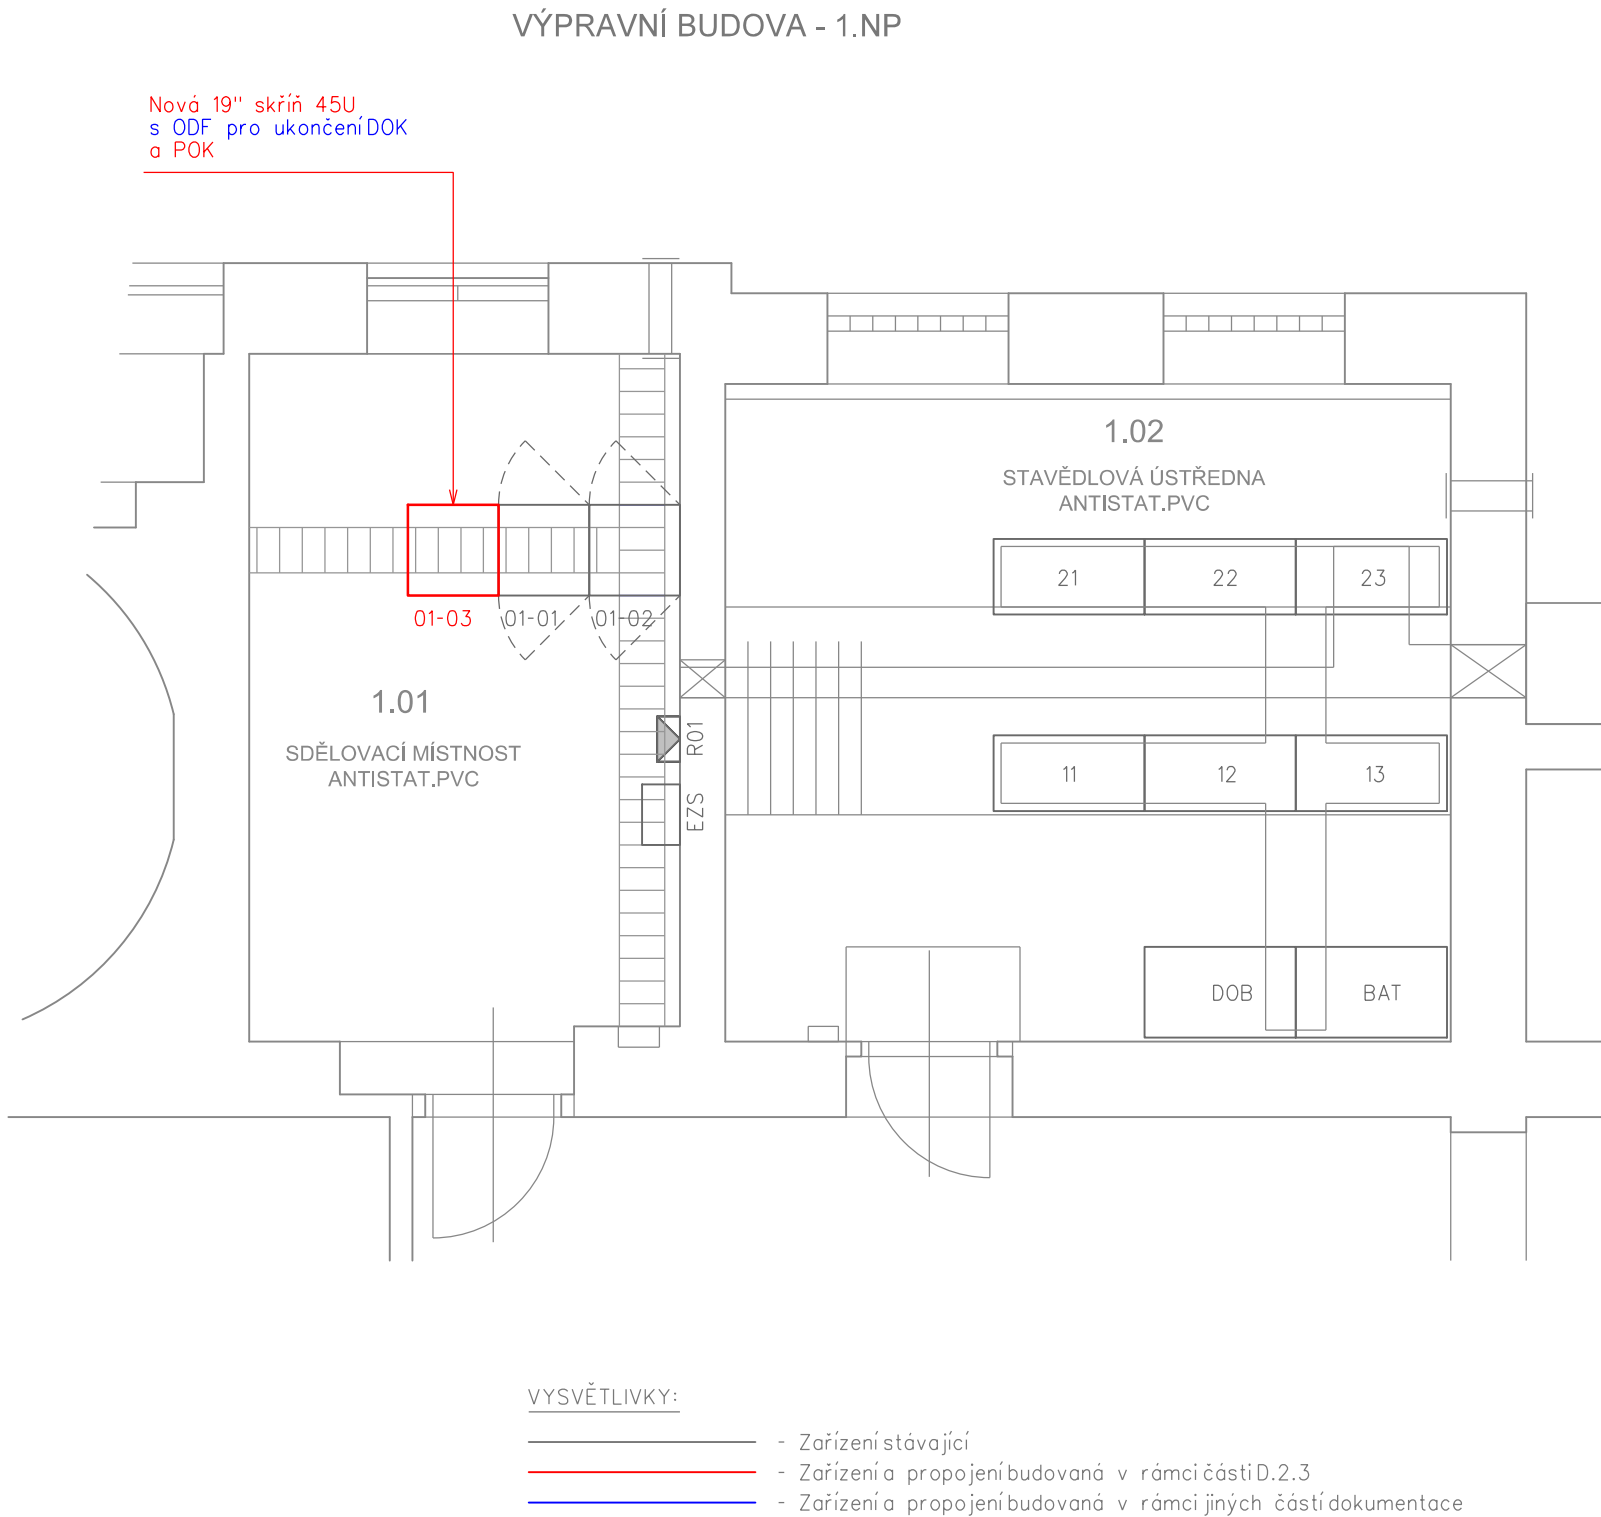 VÝPRAVNÍ BUDOVA - 1.NP
Nová 19" skříň 45U
s ODF pro ukončení DOK
a POK
1.02
STAVĚDLOVÁ ÚSTŘEDNA
ANTISTAT.PVC
21 22 23
01-03 01-01 01-02
1.01
SDĚLOVACÍ MÍSTNOST
ANTISTAT.PVC
R01
EZS
11 12 13
DOB BAT
VYSVĚTLIVKY:
- Zařízení stávající
- Zařízení a propojení budovaná v rámci části D.2.3
- Zařízení a propojení budovaná v rámci jiných částí dokumentace